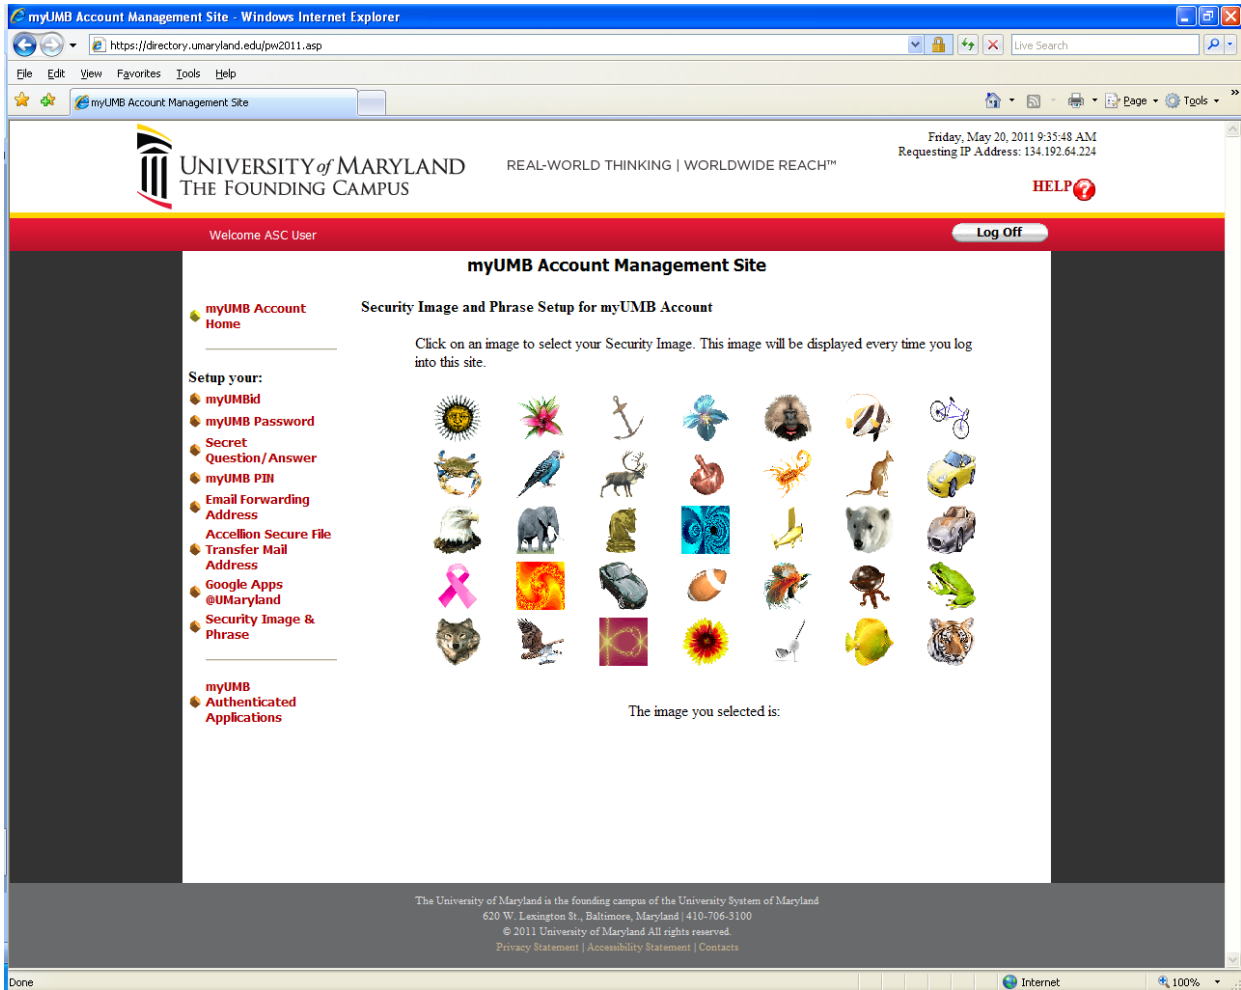 myUMB Account Management Site - Windows Internet Explorer
https://directory.umaryland.edu/pw2011.asp
Live Search
File Edit View Favorites Tools Help
myUMB Account Management Site
Page Tools
Friday, May 20, 2011 9:35:48 AM
Requesting IP Address: 134.192.64.224
UNIVERSITY of MARYLAND
THE FOUNDING CAMPUS
REAL-WORLD THINKING | WORLDWIDE REACH™
HELP
Welcome ASC User
Log Off
myUMB Account Management Site
myUMB Account
Home
Setup your:
myUMBid
myUMB Password
Secret
Question/Answer
myUMB PIN
Email Forwarding
Address
Accellion Secure File
Transfer Mail
Address
Google Apps
@UMaryland
Security Image &
Phrase
myUMB
Authenticated
Applications
Security Image and Phrase Setup for myUMB Account
Click on an image to select your Security Image. This image will be displayed every time you log
into this site.
The image you selected is:
The University of Maryland is the founding campus of the University System of Maryland
620 W. Lexington St., Baltimore, Maryland | 410-706-3100
© 2011 University of Maryland All rights reserved.
Privacy Statement | Accessibility Statement | Contacts
Done
Internet
100%